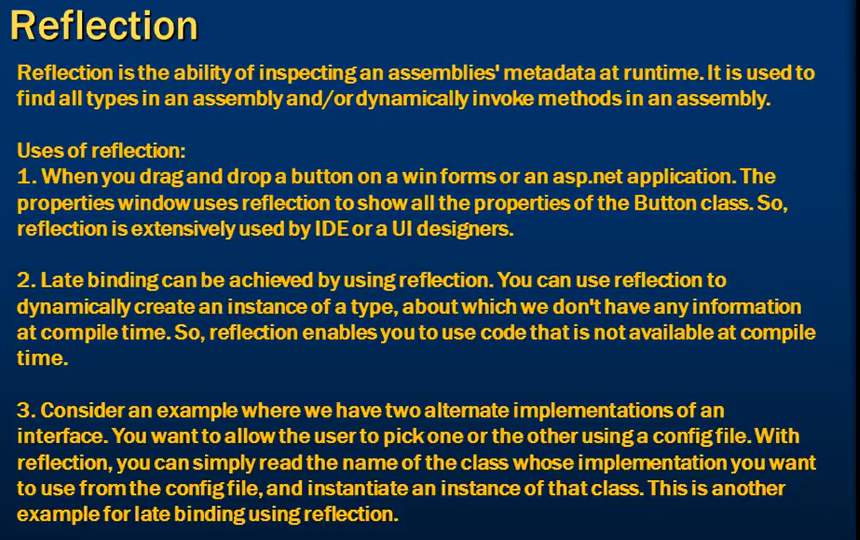 Reflection
Reflection is the ability of inspecting an assemblies' metadata at runtime. It is used to
find all types in an assembly and/or dynamically invoke methods in an assembly.
Uses of reflection:
1. When you drag and drop a button on a win forms or an asp.net application. The
properties window uses reflection to show all the properties of the Button class. So,
reflection is extensively used by IDE or a UI designers.
2. Late binding can be achieved by using reflection. You can use reflection to
dynamically create an instance of a type, about which we don't have any information
at compile time. So, reflection enables you to use code that is not available at compile
time.
3. Consider an example where we have two alternate implementations of an
interface. You want to allow the user to pick one or the other using a config file. With
reflection, you can simply read the name of the class whose implementation you want
to use from the config file, and instantiate an instance of that class. This is another
example for late binding using reflection.